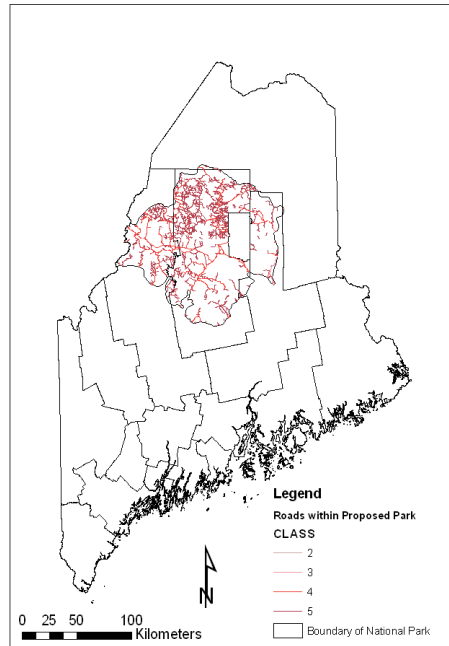 Legend
Roads within Proposed Park
CLASS
2
3
4
5
Boundary of National Park
N
0 25 50 100
Kilometers